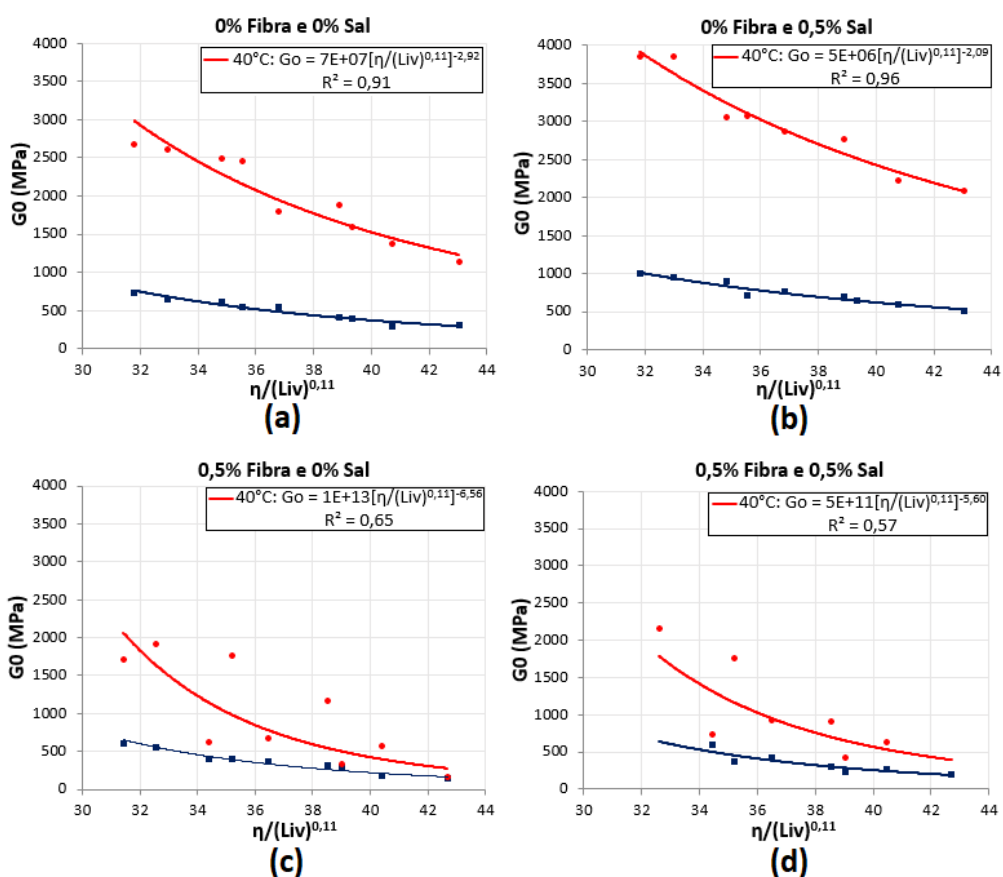 0% Fibra e 0% Sal
4000
3500
3000
2500
2000
1500
1000
500
0
G0 (MPa)
40°C: Go = 7E+07[η/(Liv)^0,11]^-2,92
R² = 0,91
30 32 34 36 38 40 42 44
η/(Liv)^0,11
(a)
0% Fibra e 0,5% Sal
4000
3500
3000
2500
2000
1500
1000
500
0
G0 (MPa)
40°C: Go = 5E+06[η/(Liv)^0,11]^-2,09
R² = 0,96
30 32 34 36 38 40 42 44
η/(Liv)^0,11
(b)
0,5% Fibra e 0% Sal
4000
3500
3000
2500
2000
1500
1000
500
0
G0 (MPa)
40°C: Go = 1E+13[η/(Liv)^0,11]^-6,56
R² = 0,65
30 32 34 36 38 40 42 44
η/(Liv)^0,11
(c)
0,5% Fibra e 0,5% Sal
4000
3500
3000
2500
2000
1500
1000
500
0
G0 (MPa)
40°C: Go = 5E+11[η/(Liv)^0,11]^-5,60
R² = 0,57
30 32 34 36 38 40 42 44
η/(Liv)^0,11
(d)